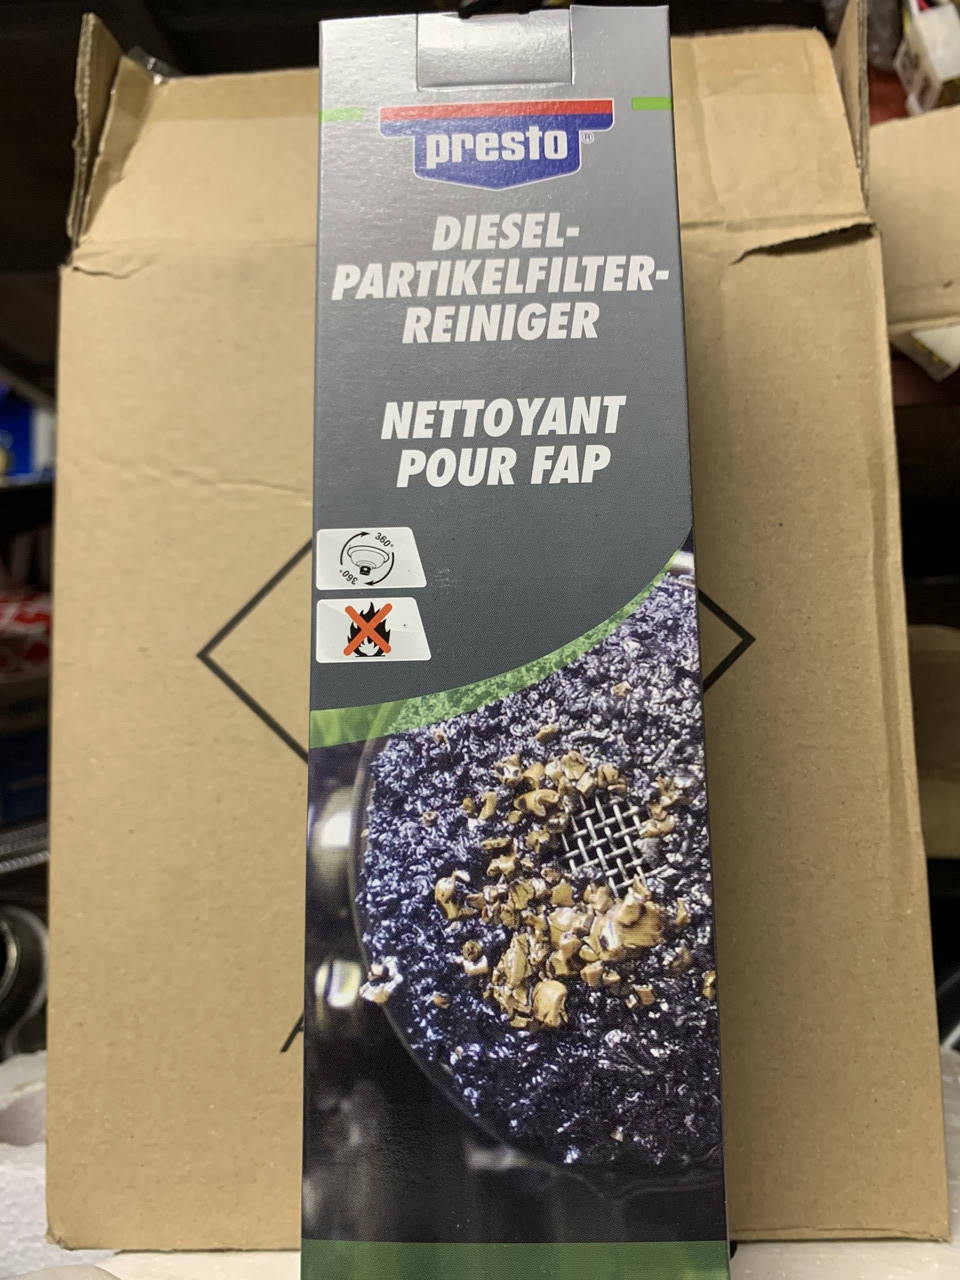 presto®
DIESEL-
PARTIKELFILTER-
REINIGER
NETTOYANT
POUR FAP
360°
360°